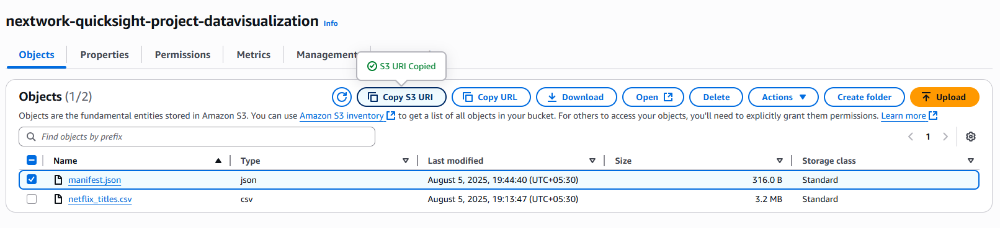 nextwork-quicksight-project-datavisualization Info
Objects Properties Permissions Metrics Management
S3 URI Copied
Objects (1/2) Copy S3 URI Copy URL Download Open Delete Actions Create folder Upload
Objects are the fundamental entities stored in Amazon S3. You can use Amazon S3 inventory to get a list of all objects in your bucket. For others to access your objects, you'll need to explicitly grant them permissions. Learn more
Find objects by prefix 1
Name Type Last modified Size Storage class
manifest.json json August 5, 2025, 19:44:40 (UTC+05:30) 316.0 B Standard
netflix_titles.csv csv August 5, 2025, 19:13:47 (UTC+05:30) 3.2 MB Standard